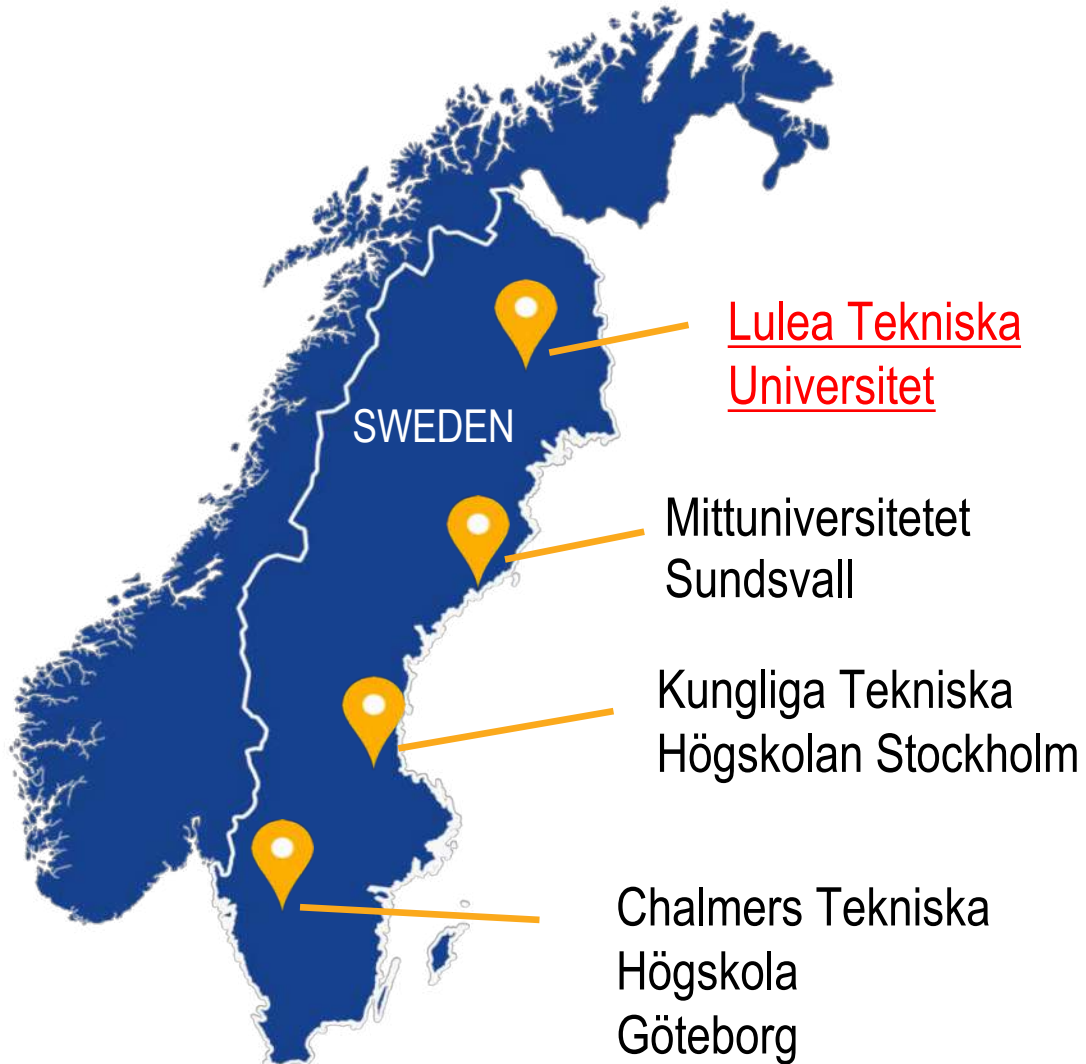 Lulea Tekniska
Universitet
SWEDEN
Mittuniversitetet
Sundsvall
Kungliga Tekniska
Högskolan Stockholm
Chalmers Tekniska
Högskola
Göteborg